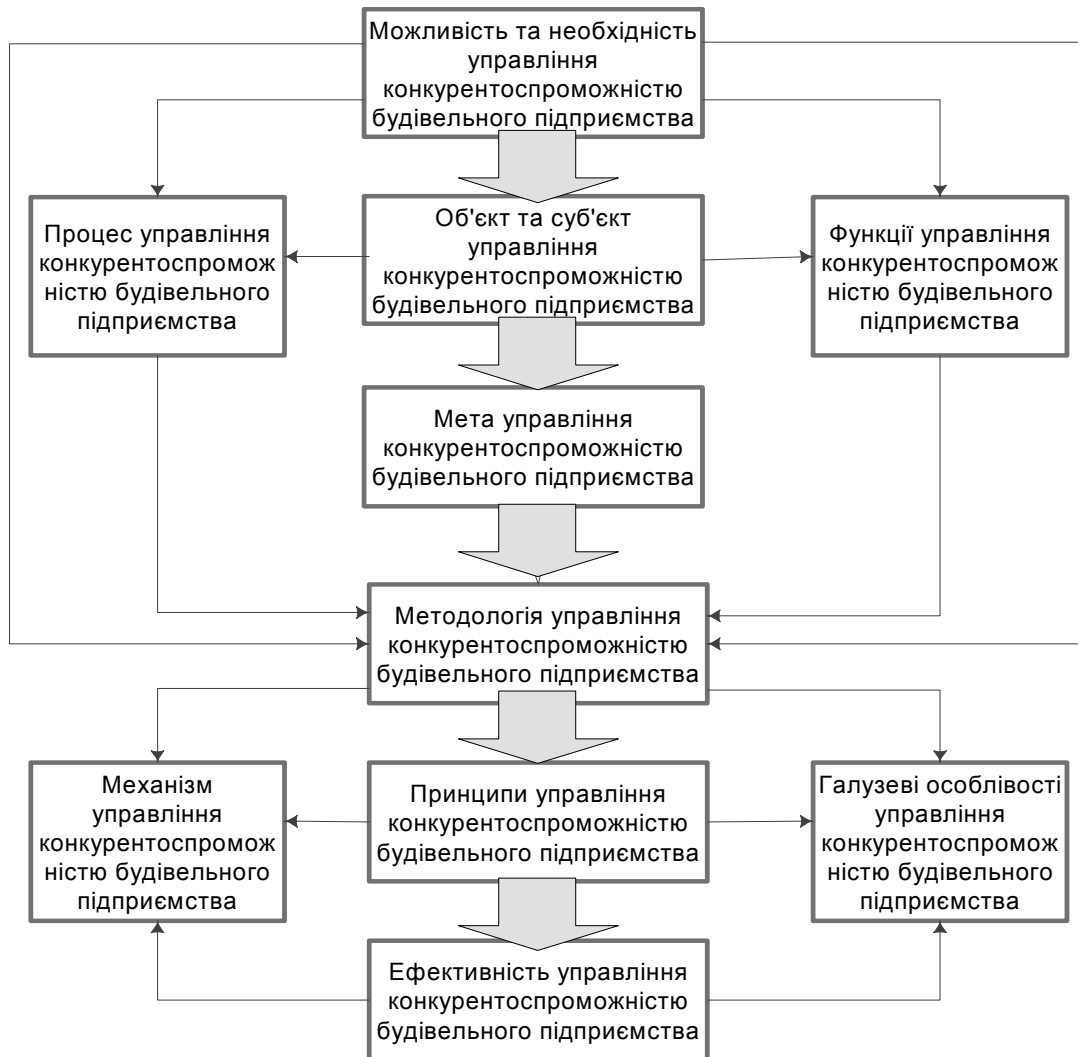 Можливість та необхідність
управління
конкурентоспроможністю
будівельного підприємства
Процес управління
конкурентоспромож
ністю будівельного
підприємства
Об'єкт та суб'єкт
управління
конкурентоспроможністю
будівельного підприємства
Функції управління
конкурентоспромож
ністю будівельного
підприємства
Мета управління
конкурентоспроможністю
будівельного підприємства
Методологія управління
конкурентоспроможністю
будівельного підприємства
Механізм
управління
конкурентоспромож
ністю будівельного
підприємства
Принципи управління
конкурентоспроможністю
будівельного підприємства
Галузеві особлівості
управління
конкурентоспромож
ністю будівельного
підприємства
Ефективність управління
конкурентоспроможністю
будівельного підприємства